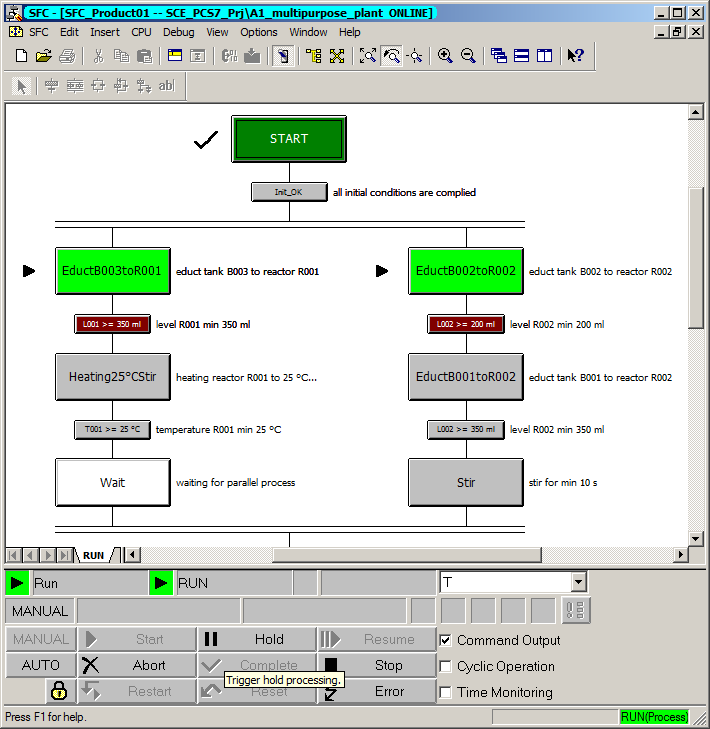 SFC - [SFC_Product01 -- SCE_PCS7_Prj\A1_multipurpose_plant ONLINE]
SFC Edit Insert CPU Debug View Options Window Help
ab|
START
Init_OK all initial conditions are complied
EductB003toR001 educt tank B003 to reactor R001 EductB002toR002 educt tank B002 to reactor R002
L001 >= 350 ml level R001 min 350 ml L002 >= 200 ml level R002 min 200 ml
Heating25°CStir heating reactor R001 to 25 °C... EductB001toR002 educt tank B001 to reactor R002
T001 >= 25 °C temperature R001 min 25 °C L002 >= 350 ml level R002 min 350 ml
Wait waiting for parallel process Stir stir for min 10 s
RUN
Run RUN T
MANUAL
MANUAL Start Hold Resume Command Output
AUTO Abort Complete Stop Cyclic Operation
Trigger hold processing.
Restart Reset Error Time Monitoring
Press F1 for help. RUN(Process)